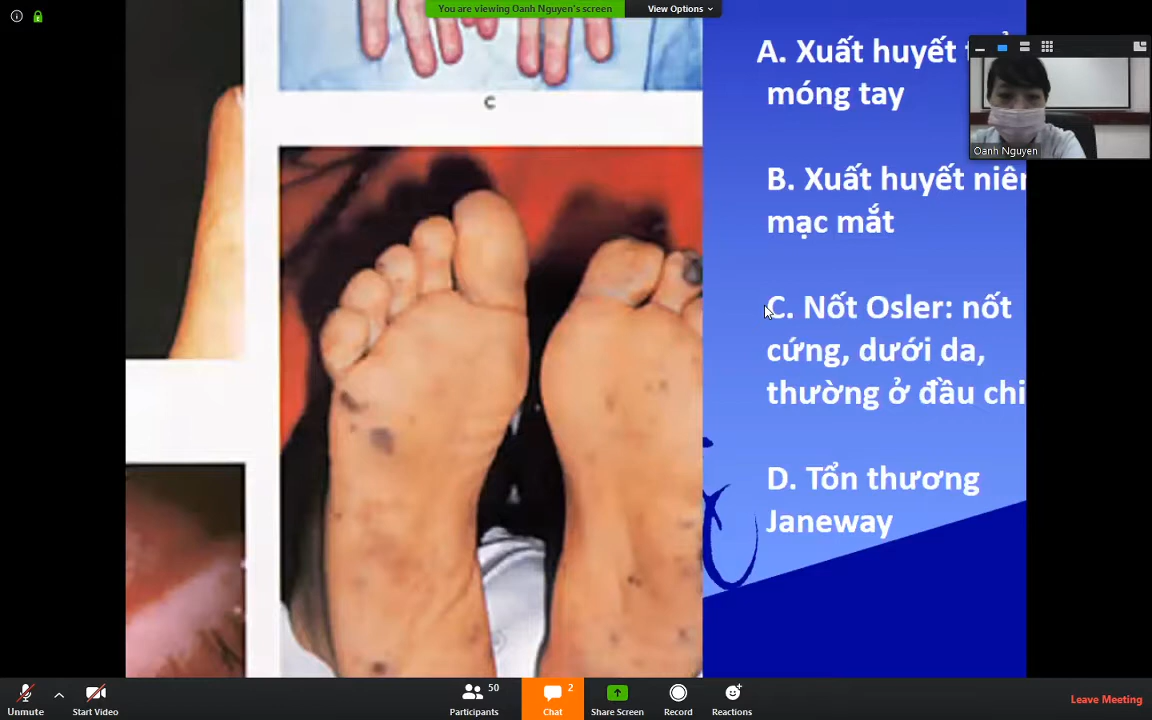 You are viewing Oanh Nguyen's screen
View Options
A. Xuất huyết
móng tay
Oanh Nguyen
B. Xuất huyết
mạc mắt
C. Nốt Osler: nốt
cứng, dưới da,
thường ở đầu chi
D. Tổn thương
Janeway
C
Unmute
Start Video
Participants
50
Chat
2
Share Screen
Record
Reactions
Leave Meeting